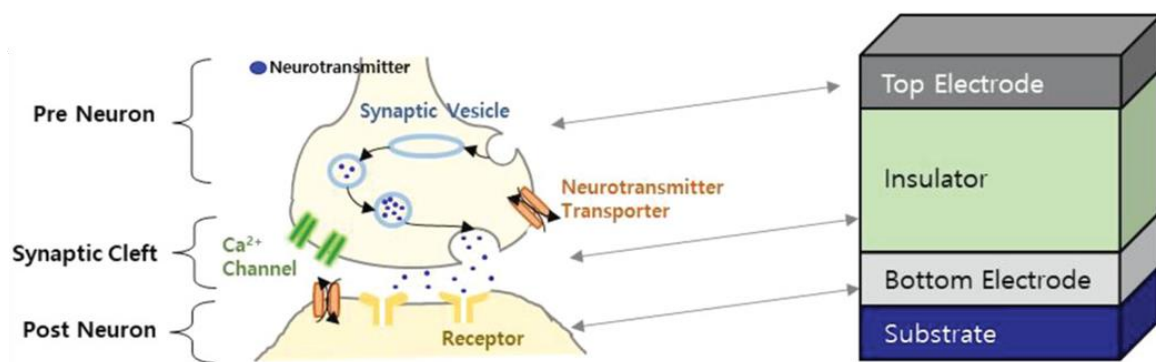 Neurotransmitter
Pre Neuron
Synaptic Vesicle
Neurotransmitter
Transporter
Synaptic Cleft
Ca²⁺
Channel
Post Neuron
Receptor
Top Electrode
Insulator
Bottom Electrode
Substrate